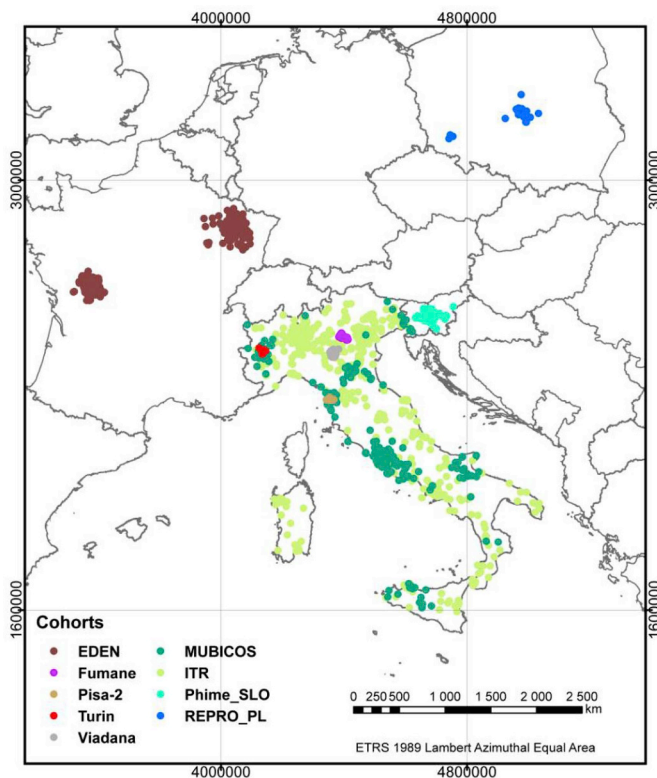 4000000 4800000
3000000 3000000
1600000 1600000
Cohorts
EDEN MUBICOS
Fumane ITR
Pisa-2 Phime_SLO
Turin REPRO_PL
Viadana
0 250 500 1 000 1 500 2 000 2 500
km
ETRS 1989 Lambert Azimuthal Equal Area
4000000 4800000